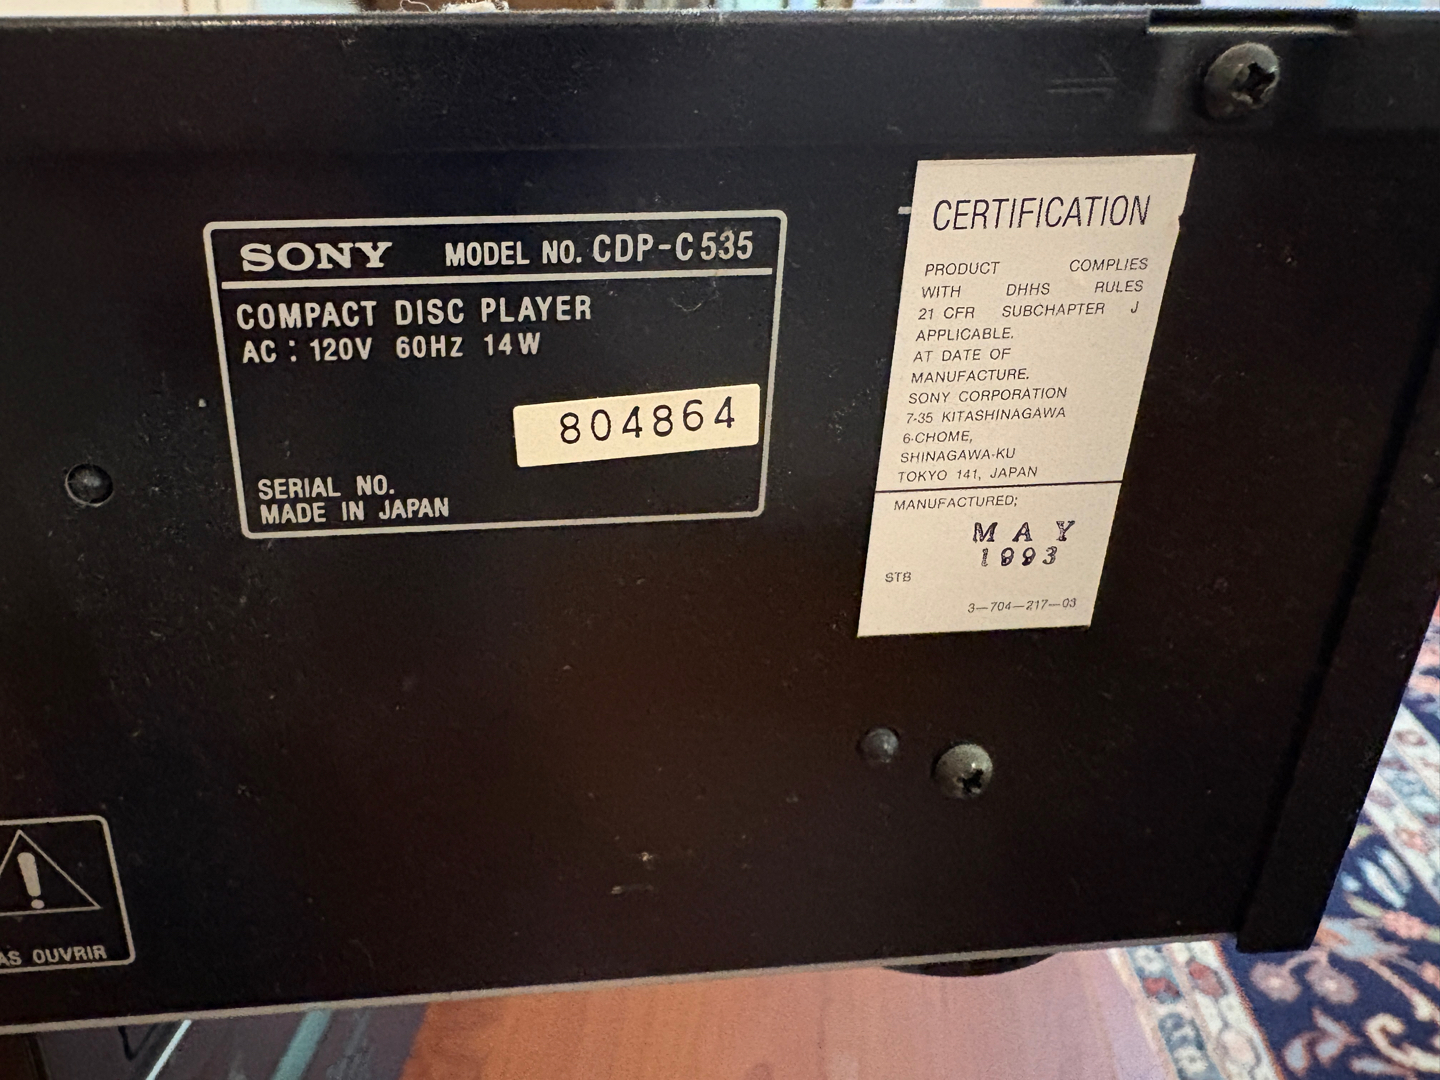 SONY MODEL NO. CDP-C535
COMPACT DISC PLAYER
AC : 120V 60HZ 14W
804864
SERIAL NO.
MADE IN JAPAN
CERTIFICATION
PRODUCT COMPLIES
WITH DHHS RULES
21 CFR SUBCHAPTER J
APPLICABLE.
AT DATE OF
MANUFACTURE.
SONY CORPORATION
7-35 KITASHINAGAWA
6-CHOME,
SHINAGAWA-KU
TOKYO 141, JAPAN
MANUFACTURED;
MAY
1993
STB
3-704-217-03
AS OUVRIR